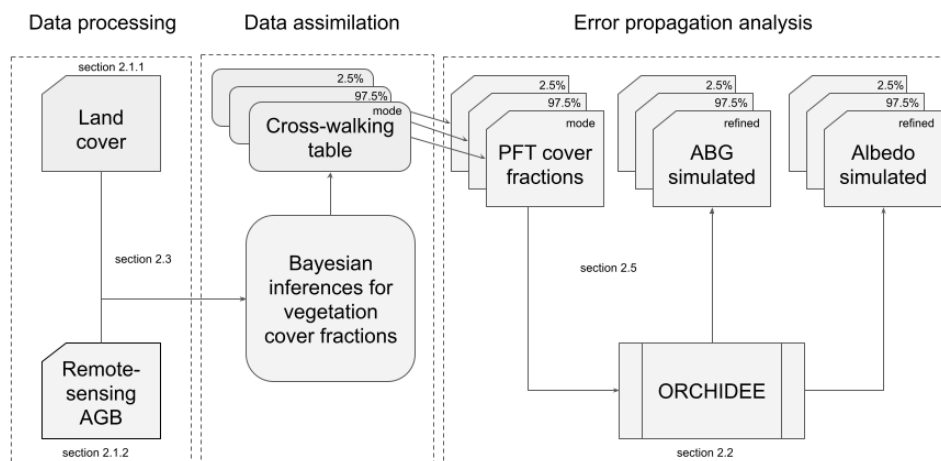 Data processing
Data assimilation
Error propagation analysis
section 2.1.1
Land
cover
section 2.3
Remote-
sensing
AGB
section 2.1.2
2.5%
97.5%
mode
Cross-walking
table
Bayesian
inferences for
vegetation
cover fractions
2.5%
97.5%
mode
PFT cover
fractions
2.5%
97.5%
refined
ABG
simulated
2.5%
97.5%
refined
Albedo
simulated
section 2.5
ORCHIDEE
section 2.2